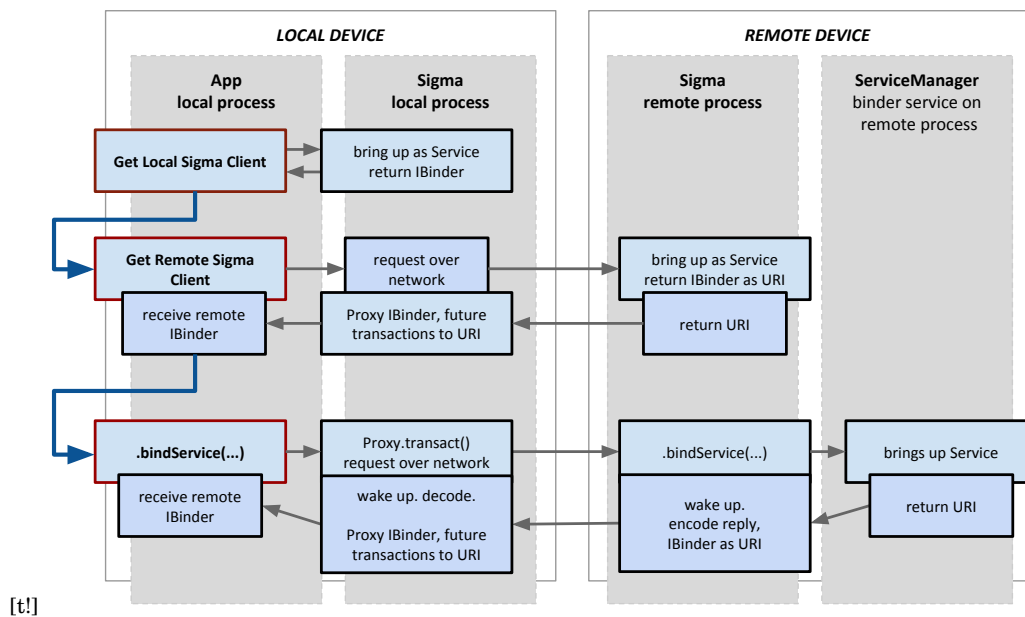 LOCAL DEVICE
REMOTE DEVICE
App
local process
Sigma
local process
Sigma
remote process
ServiceManager
binder service on
remote process
Get Local Sigma Client
bring up as Service
return IBinder
Get Remote Sigma
Client
request over
network
bring up as Service
return IBinder as URI
receive remote
IBinder
Proxy IBinder, future
transactions to URI
return URI
.bindService(...)
Proxy.transact()
request over network
.bindService(...)
brings up Service
receive remote
IBinder
wake up. decode.
Proxy IBinder, future
transactions to URI
wake up.
encode reply,
IBinder as URI
return URI
[t!]